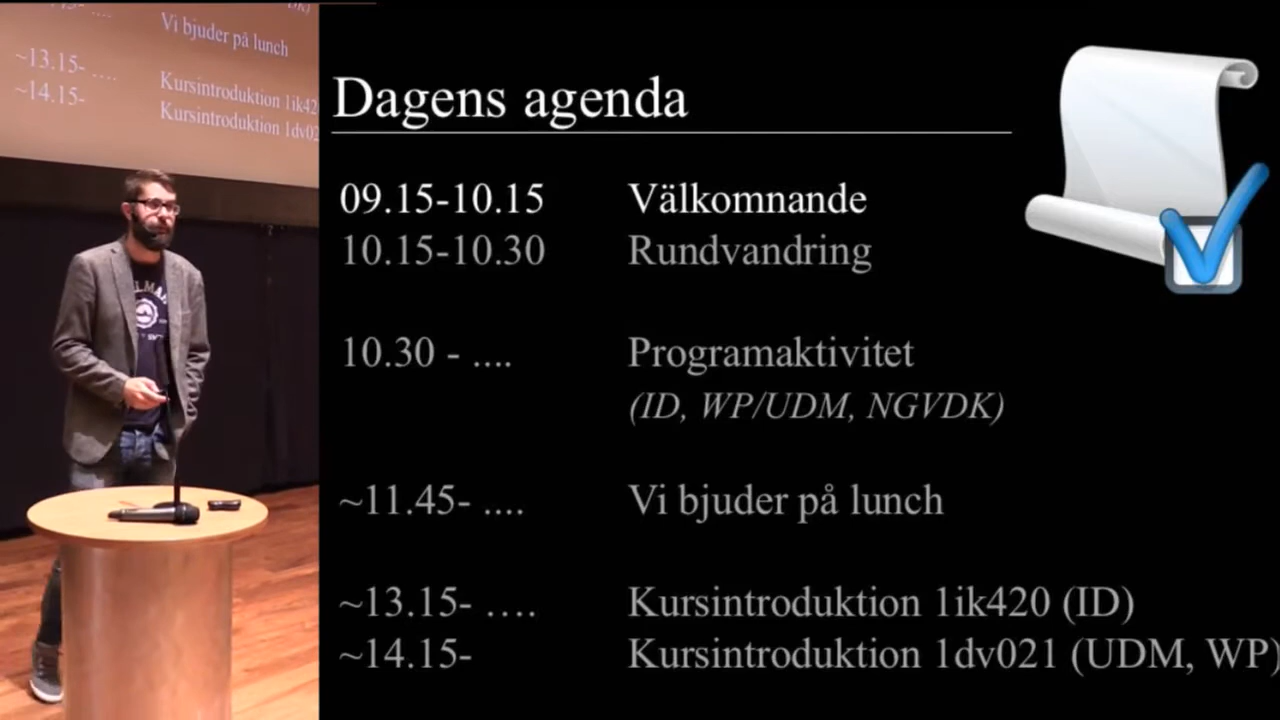 Vi bjuder på lunch
~13.15- ....
Kursintroduktion 1ik42
~14.15-
Kursintroduktion 1dv02
Dagens agenda
09.15-10.15 Välkomnande
10.15-10.30 Rundvandring
10.30 - .... Programaktivitet
(ID, WP/UDM, NGVDK)
~11.45- .... Vi bjuder på lunch
~13.15- .... Kursintroduktion 1ik420 (ID)
~14.15- Kursintroduktion 1dv021 (UDM, WP)